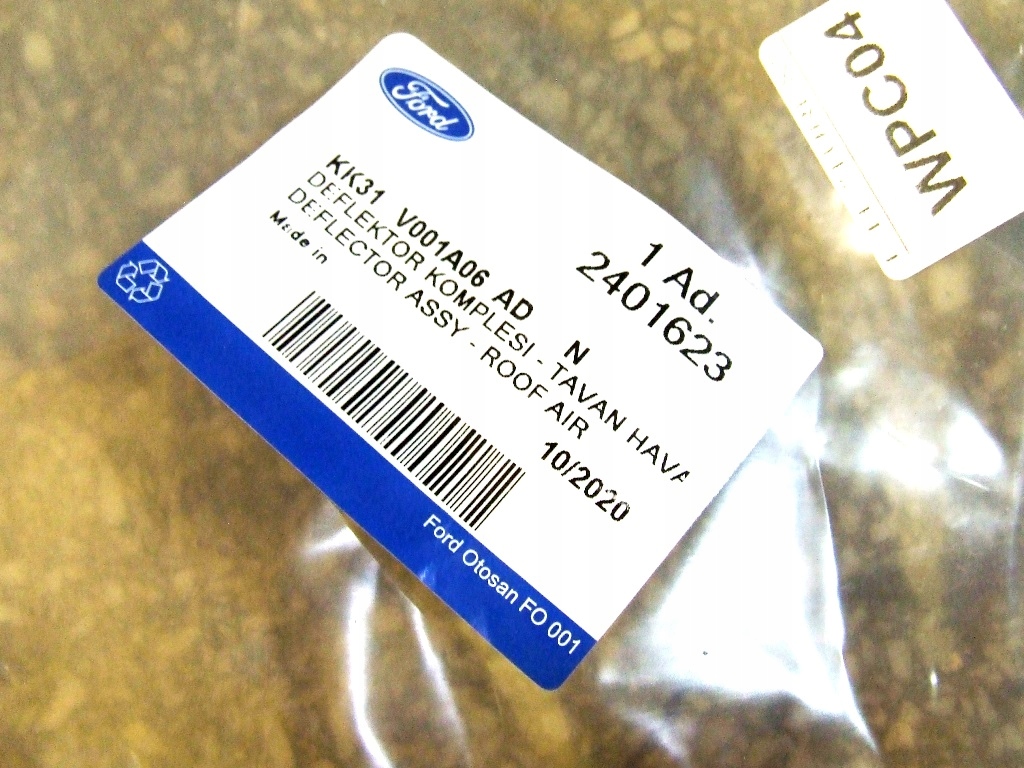 Ford
1 Ad.
2401623
KK31 V001A06 AD N
DEFLEKTOR KOMPLESI - TAVAN HAVA
DEFLECTOR ASSY - ROOF AIR
Made in
10/2020
Ford Otosan FO 001
WPC04